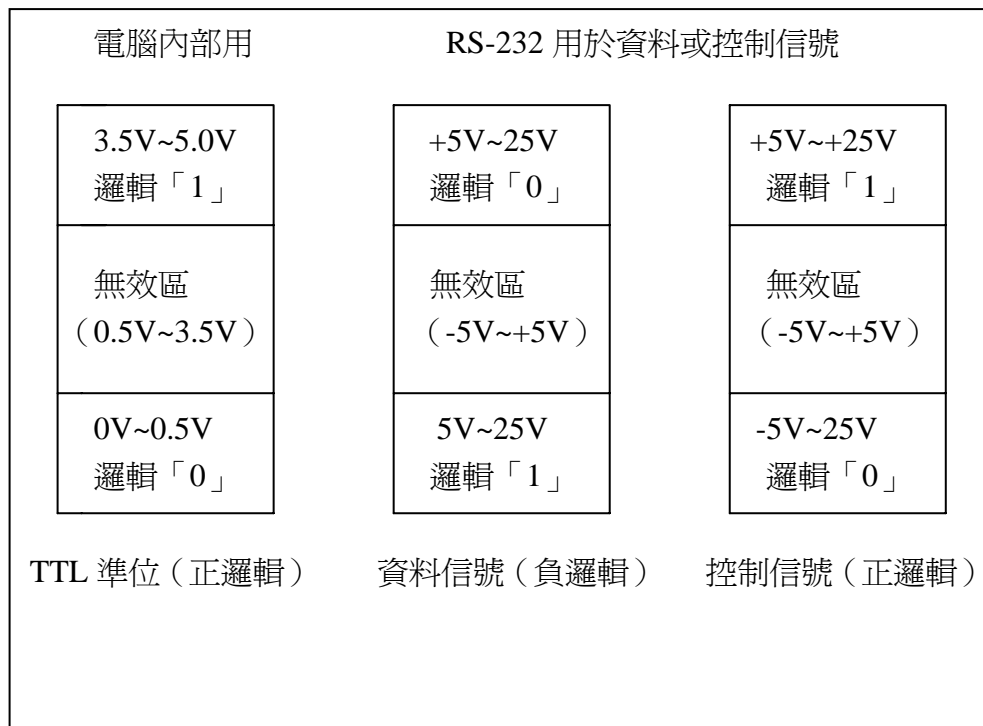 電腦內部用
RS-232 用於資料或控制信號
3.5V~5.0V
邏輯「1」
無效區
（0.5V~3.5V）
0V~0.5V
邏輯「0」
TTL 準位（正邏輯）
+5V~25V
邏輯「0」
無效區
（-5V~+5V）
5V~25V
邏輯「1」
資料信號（負邏輯）
+5V~+25V
邏輯「1」
無效區
（-5V~+5V）
-5V~25V
邏輯「0」
控制信號（正邏輯）